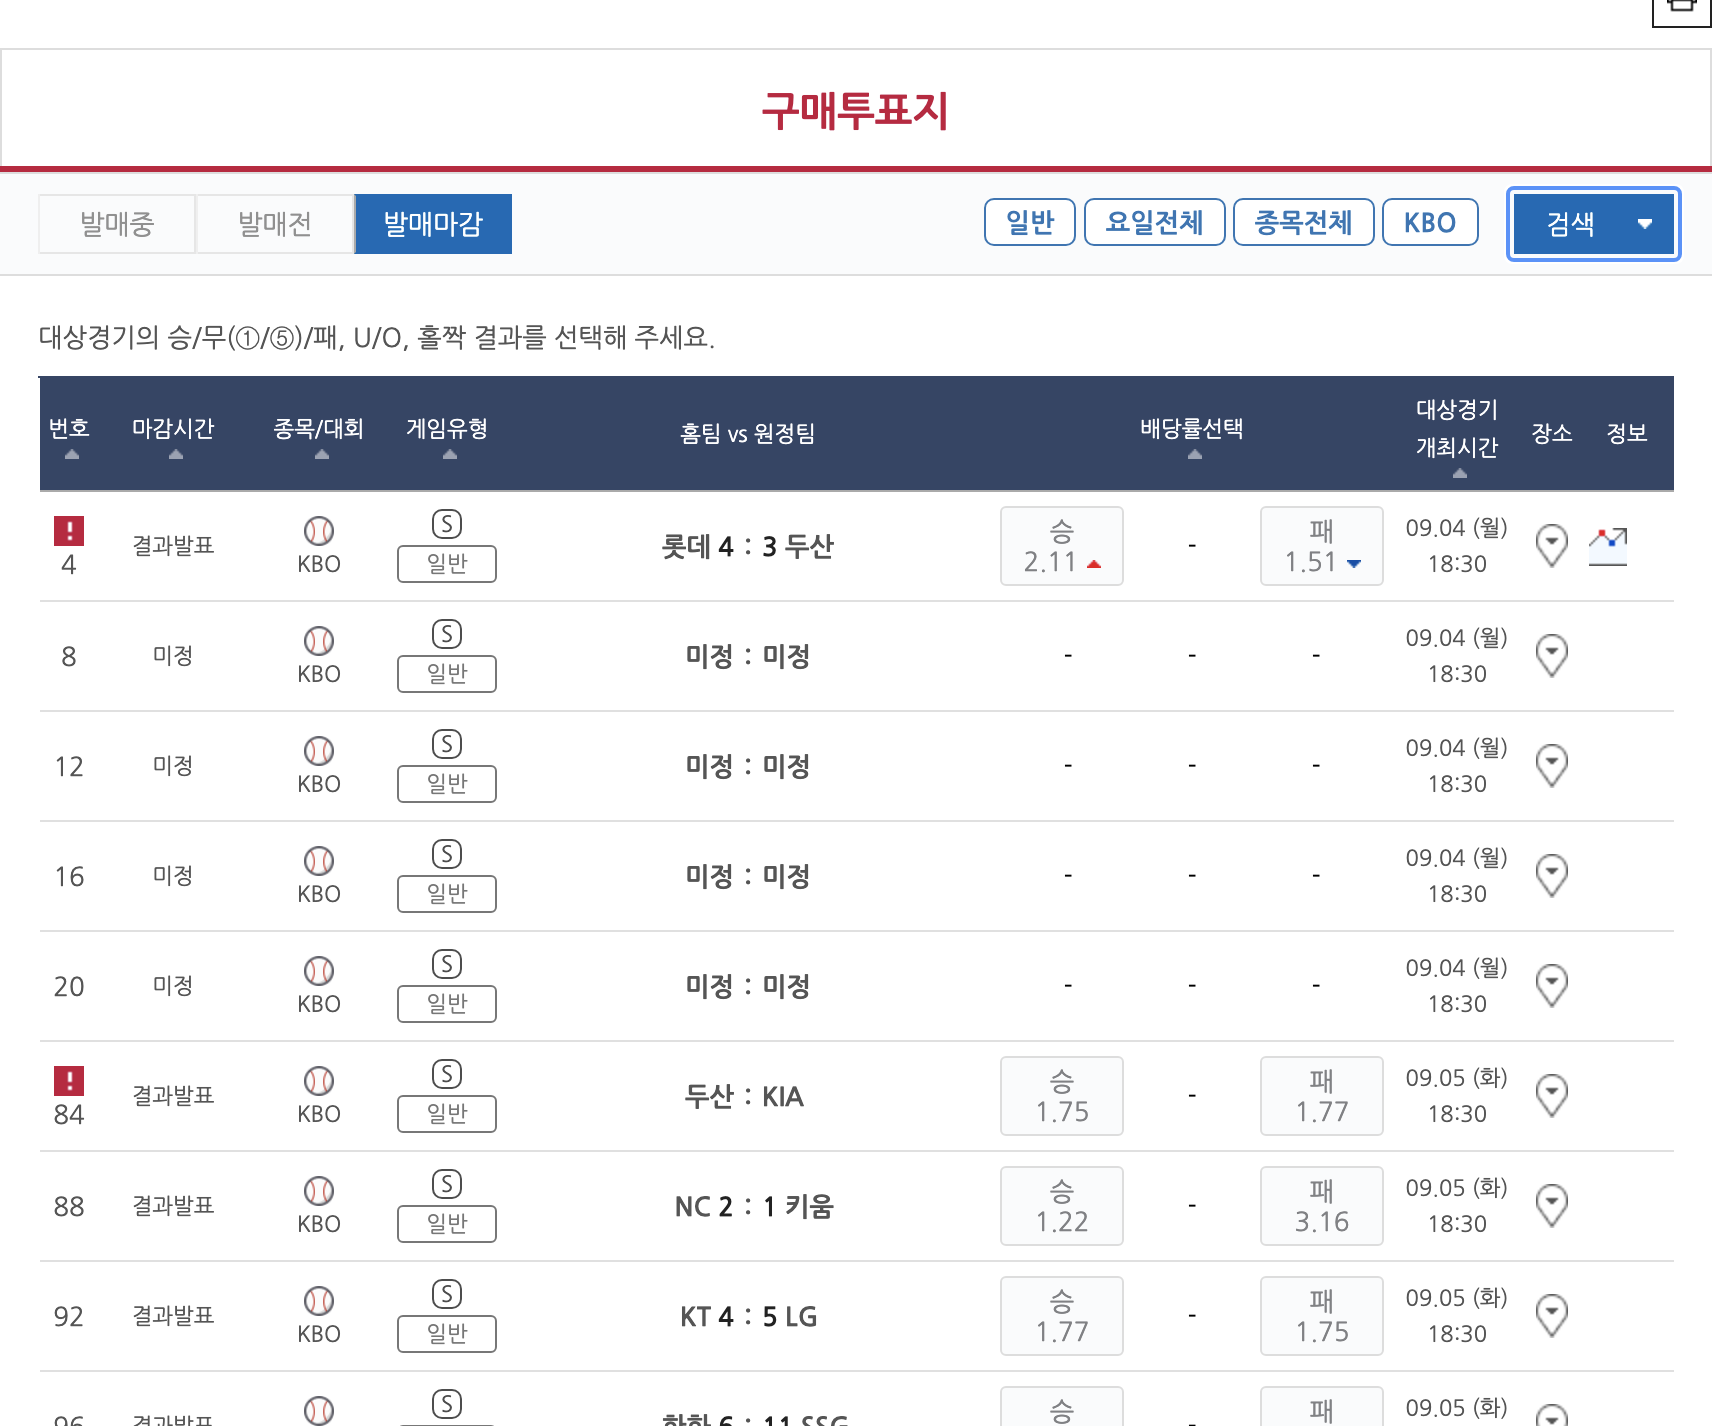 구매투표지
발매중 발매전 발매마감 일반 요일전체 종목전체 KBO 검색
대상경기의 승/무(①/⑤)/패, U/O, 홀짝 결과를 선택해 주세요.
번호 마감시간 종목/대회 게임유형 홈팀 vs 원정팀 배당률선택 대상경기 개최시간 장소 정보
! 4 결과발표 KBO S 일반 롯데 4 : 3 두산 승 2.11 - 패 1.51 09.04 (월) 18:30
8 미정 KBO S 일반 미정 : 미정 - - - 09.04 (월) 18:30
12 미정 KBO S 일반 미정 : 미정 - - - 09.04 (월) 18:30
16 미정 KBO S 일반 미정 : 미정 - - - 09.04 (월) 18:30
20 미정 KBO S 일반 미정 : 미정 - - - 09.04 (월) 18:30
! 84 결과발표 KBO S 일반 두산 : KIA 승 1.75 - 패 1.77 09.05 (화) 18:30
88 결과발표 KBO S 일반 NC 2 : 1 키움 승 1.22 - 패 3.16 09.05 (화) 18:30
92 결과발표 KBO S 일반 KT 4 : 5 LG 승 1.77 - 패 1.75 09.05 (화) 18:30
96 결과발표 S 한화 6 : 11 SSG 승 - 패 09.05 (화)